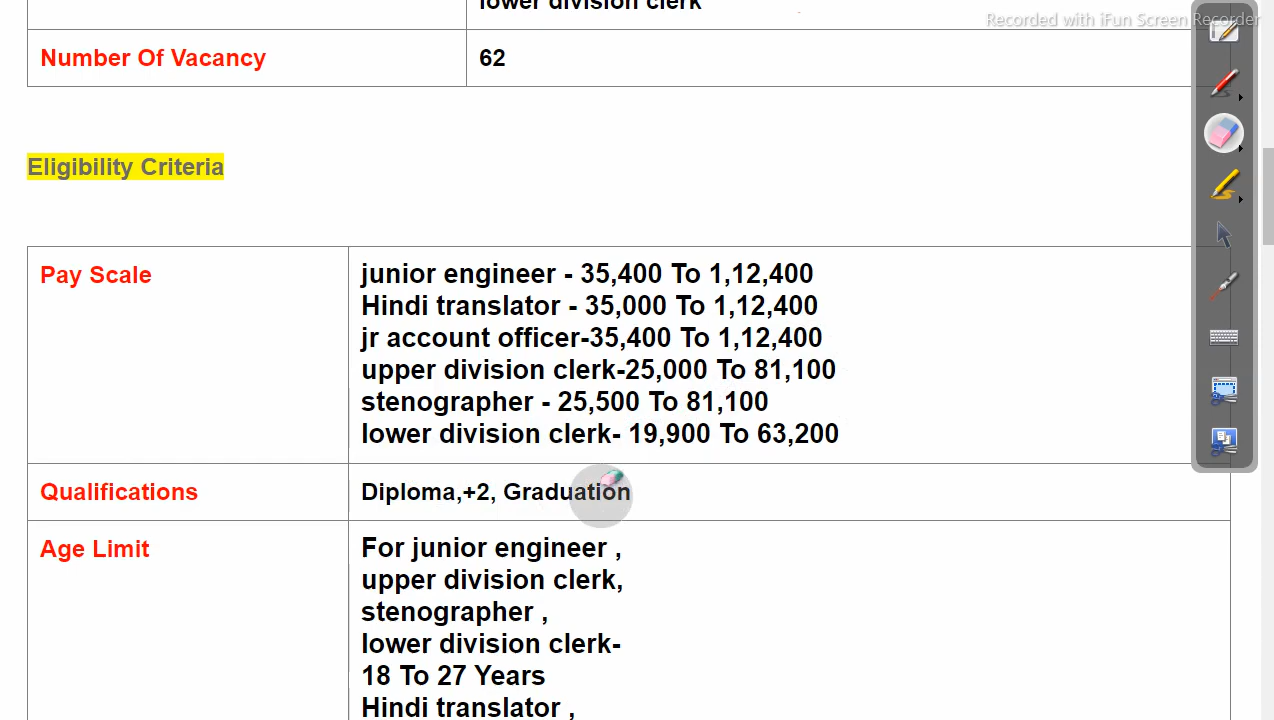 lower division clerk
Recorded with iFun Screen Recorder
Number Of Vacancy
62
Eligibility Criteria
Pay Scale
junior engineer - 35,400 To 1,12,400
Hindi translator - 35,000 To 1,12,400
jr account officer-35,400 To 1,12,400
upper division clerk-25,000 To 81,100
stenographer - 25,500 To 81,100
lower division clerk- 19,900 To 63,200
Qualifications
Diploma,+2, Graduation
Age Limit
For junior engineer ,
upper division clerk,
stenographer ,
lower division clerk-
18 To 27 Years
Hindi translator ,